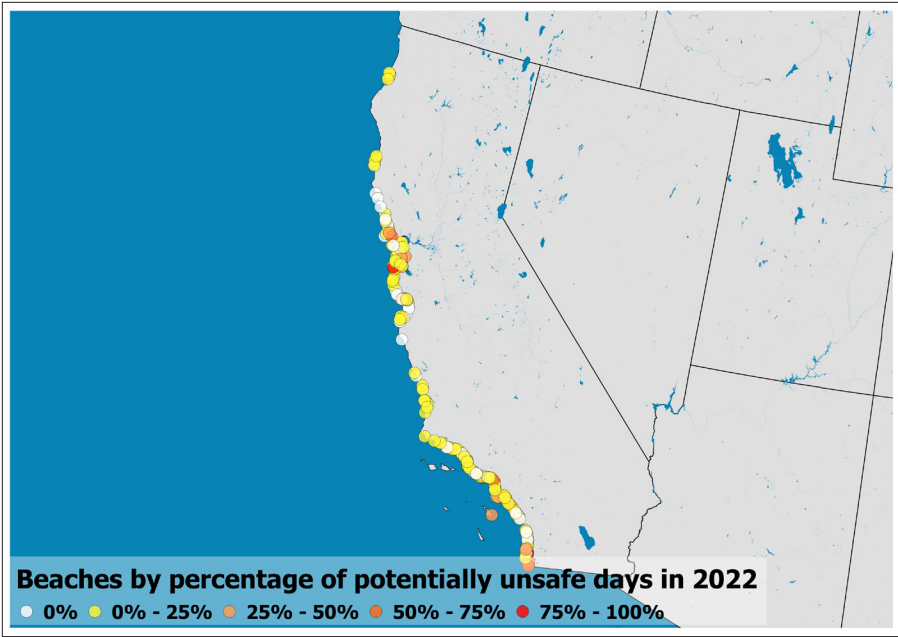 Beaches by percentage of potentially unsafe days in 2022
0% 0% - 25% 25% - 50% 50% - 75% 75% - 100%